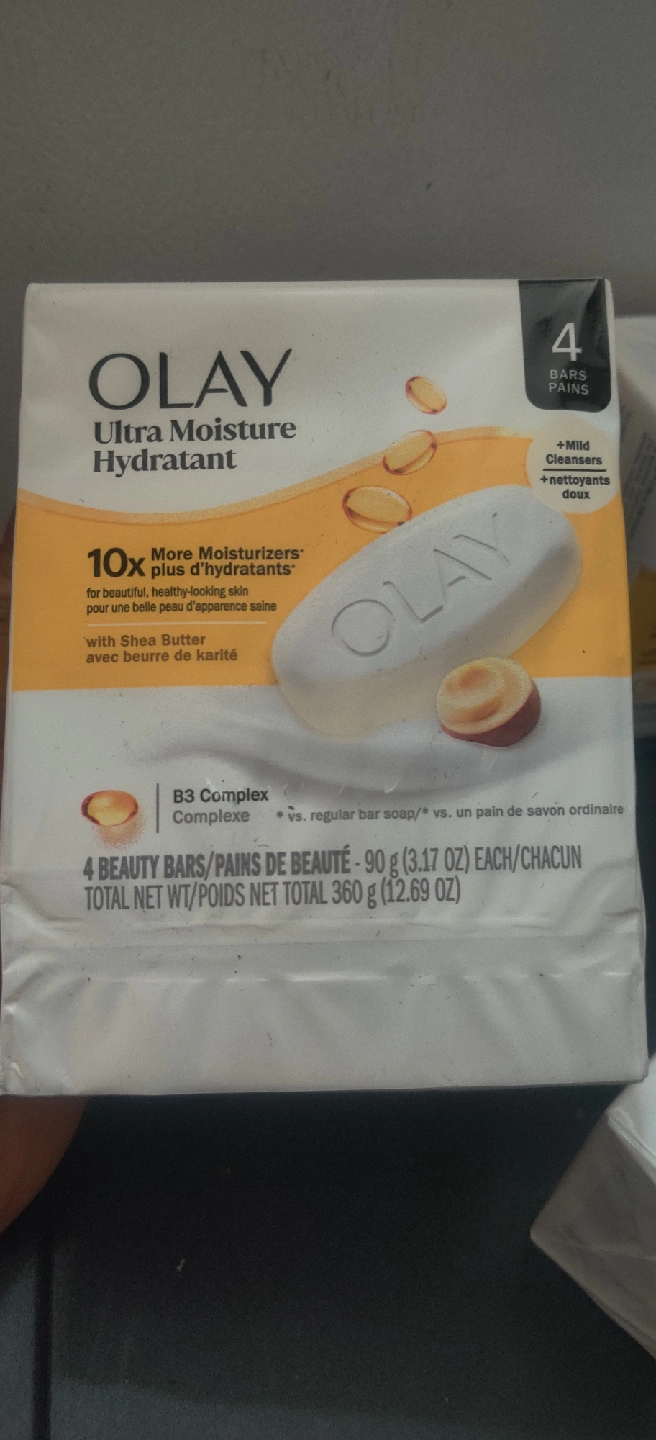 OLAY
Ultra Moisture
Hydratant
4
BARS
PAINS
+Mild
Cleansers
+nettoyants
doux
10x More Moisturizers*
plus d'hydratants*
for beautiful, healthy-looking skin
pour une belle peau d'apparence saine
with Shea Butter
avec beurre de karité
OLAY
B3 Complex
Complexe
* vs. regular bar soap/* vs. un pain de savon ordinaire
4 BEAUTY BARS/PAINS DE BEAUTÉ - 90 g (3.17 OZ) EACH/CHACUN
TOTAL NET WT/POIDS NET TOTAL 360 g (12.69 OZ)